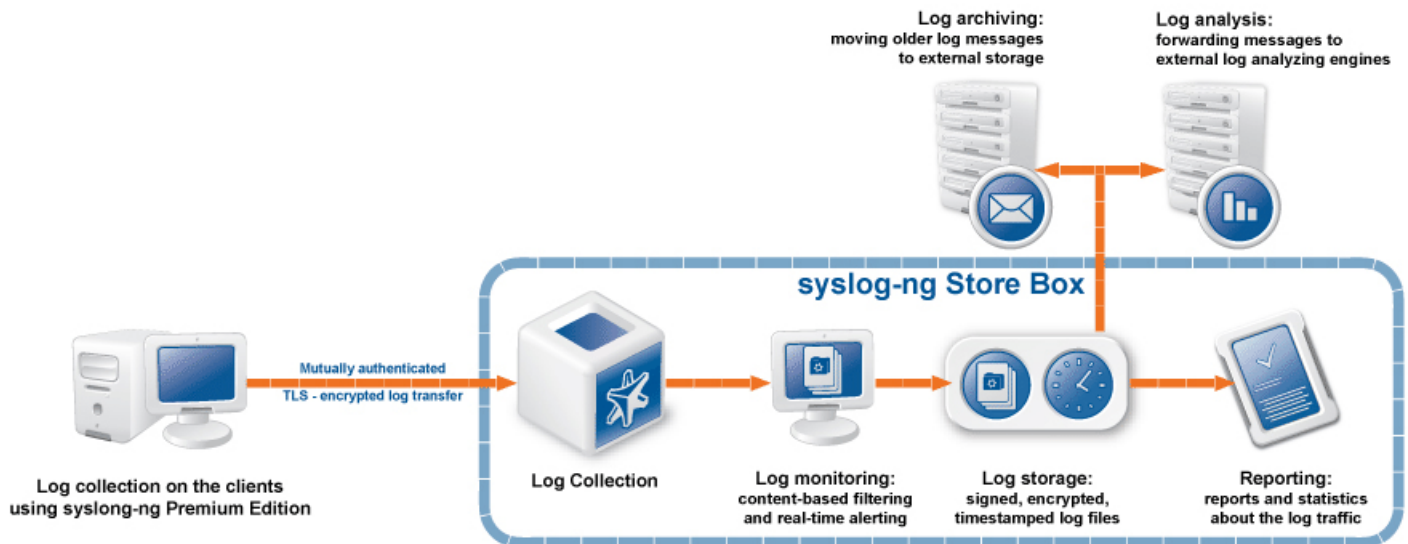 Log archiving:
moving older log messages
to external storage
Log analysis:
forwarding messages to
external log analyzing engines
syslog-ng Store Box
Mutually authenticated
TLS - encrypted log transfer
Log collection on the clients
using syslong-ng Premium Edition
Log Collection
Log monitoring:
content-based filtering
and real-time alerting
Log storage:
signed, encrypted,
timestamped log files
Reporting:
reports and statistics
about the log traffic